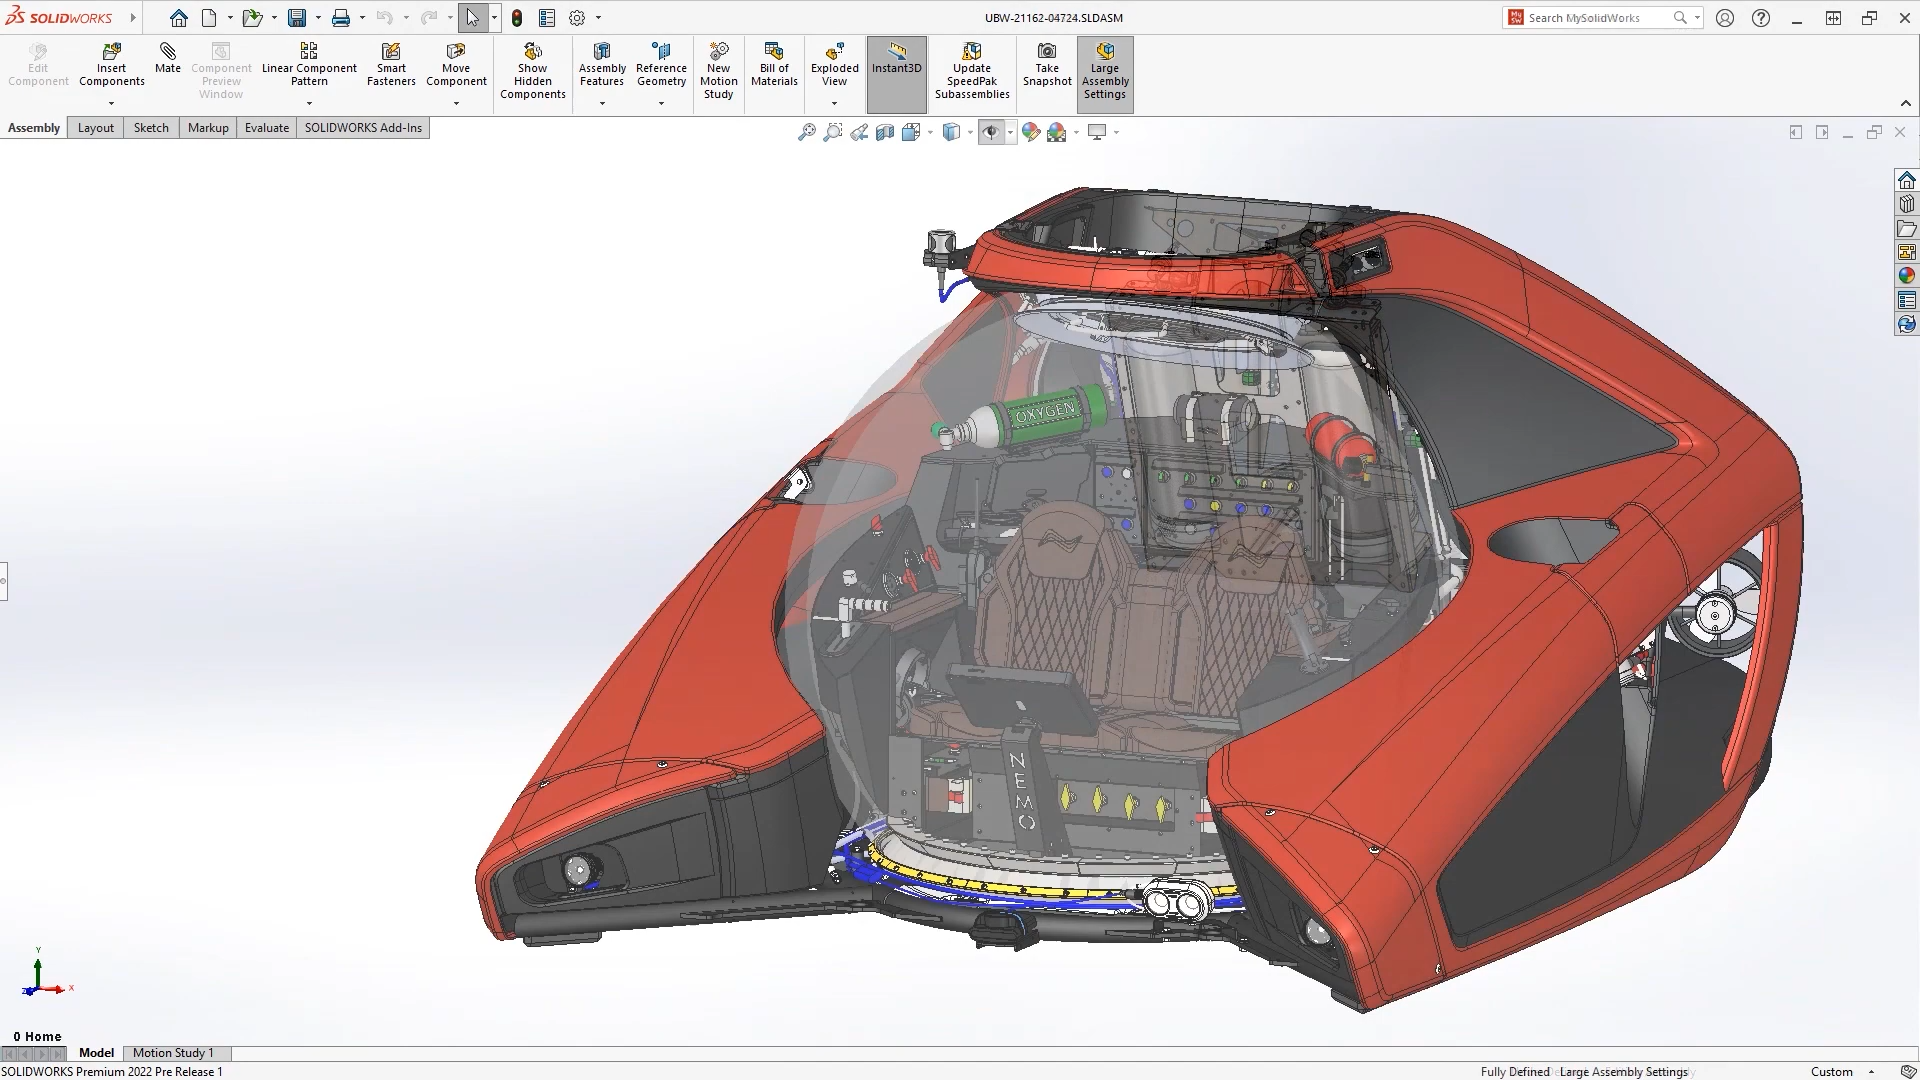 SOLIDWORKS
UBW-21162-04724.SLDASM
Search MySolidWorks
Edit Component
Insert Components
Mate
Component Preview Window
Linear Component Pattern
Smart Fasteners
Move Component
Show Hidden Components
Assembly Features
Reference Geometry
New Motion Study
Bill of Materials
Exploded View
Instant3D
Update SpeedPak Subassemblies
Take Snapshot
Large Assembly Settings
Assembly
Layout
Sketch
Markup
Evaluate
SOLIDWORKS Add-Ins
OXYGEN
NEMO
Y
X
Z
0 Home
Model
Motion Study 1
SOLIDWORKS Premium 2022 Pre Release 1
Fully Defined
Large Assembly Settings
Custom